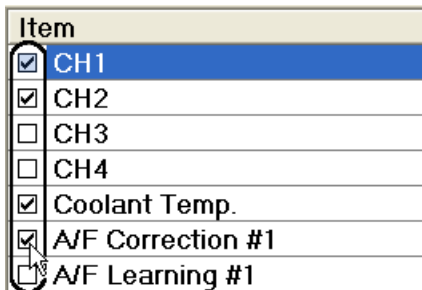 Item
CH1
CH2
CH3
CH4
Coolant Temp.
A/F Correction #1
A/F Learning #1